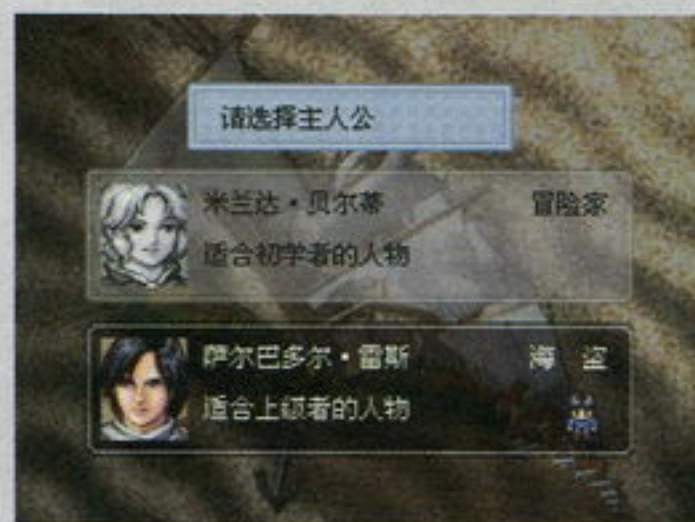 请选择主人公
米兰达·贝尔蒂 冒险家
适合初学者的人物
萨尔巴多尔·雷斯 海 盗
适合上级者的人物